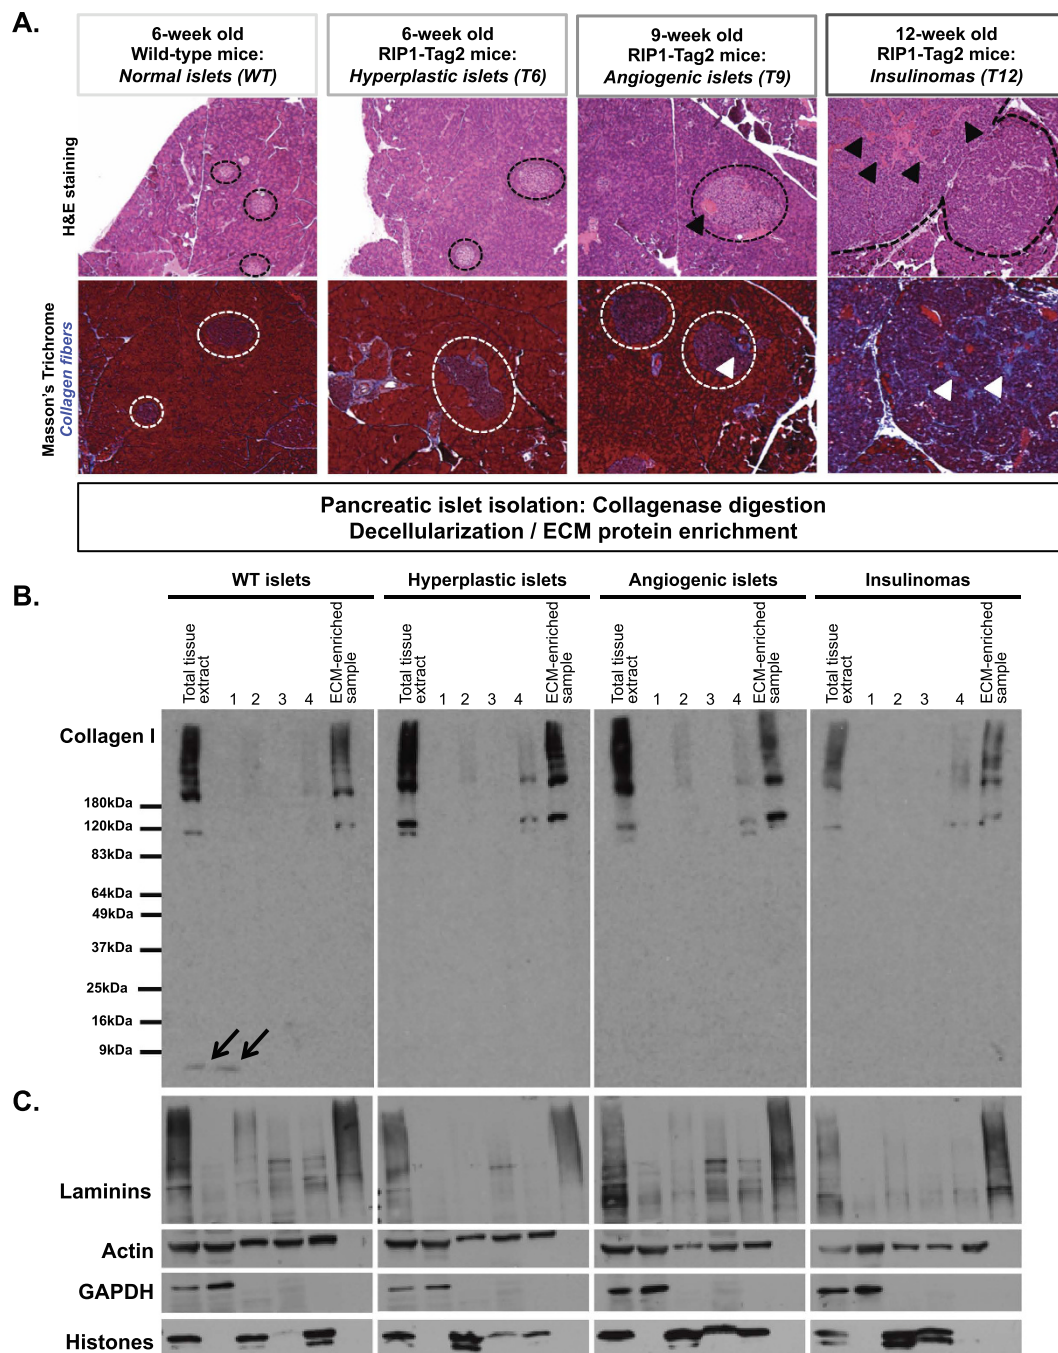 A.
6-week old
Wild-type mice:
Normal islets (WT)
6-week old
RIP1-Tag2 mice:
Hyperplastic islets (T6)
9-week old
RIP1-Tag2 mice:
Angiogenic islets (T9)
12-week old
RIP1-Tag2 mice:
Insulinomas (T12)
H&E staining
Masson's Trichrome
Collagen fibers
Pancreatic islet isolation: Collagenase digestion
Decellularization / ECM protein enrichment
B.
WT islets
Hyperplastic islets
Angiogenic islets
Insulinomas
Total tissue
extract
1
2
3
4
ECM-enriched
sample
Total tissue
extract
1
2
3
4
ECM-enriched
sample
Total tissue
extract
1
2
3
4
ECM-enriched
sample
Total tissue
extract
1
2
3
4
ECM-enriched
sample
Collagen I
180kDa
120kDa
83kDa
64kDa
49kDa
37kDa
25kDa
16kDa
9kDa
C.
Laminins
Actin
GAPDH
Histones